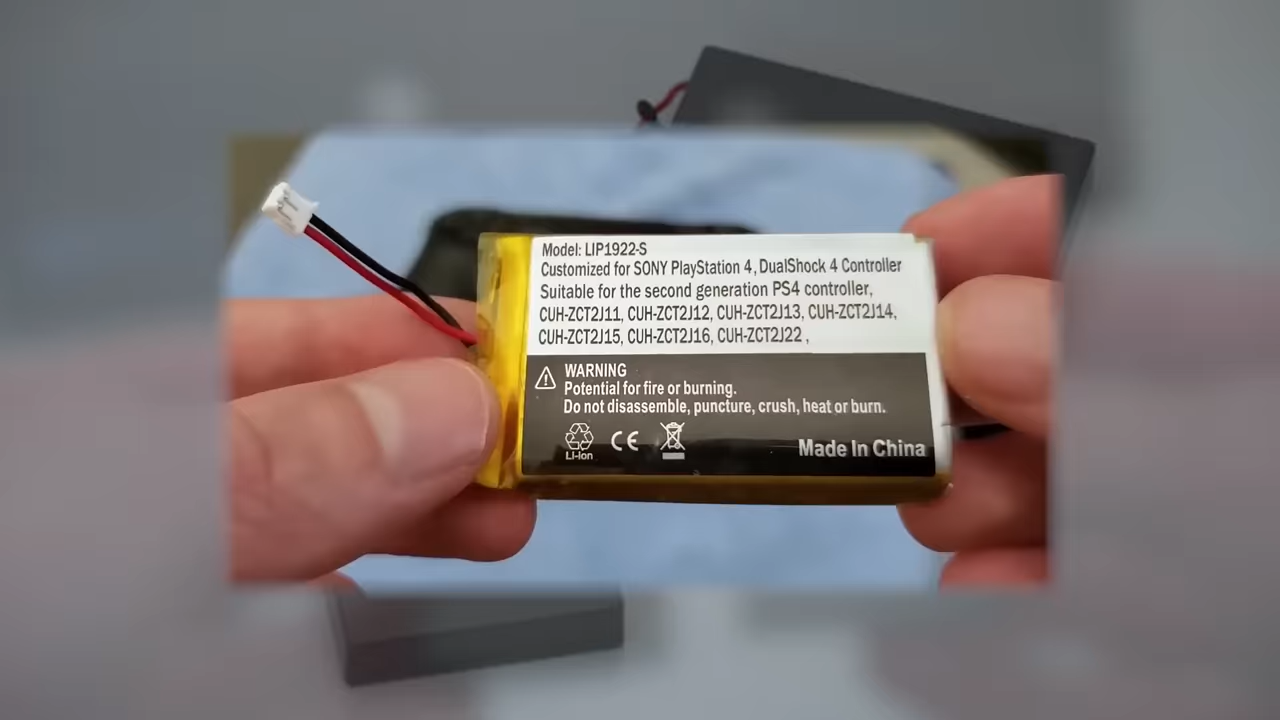 Model: LIP1922-S
Customized for SONY PlayStation 4, DualShock 4 Controller
Suitable for the second generation PS4 controller,
CUH-ZCT2J11, CUH-ZCT2J12, CUH-ZCT2J13, CUH-ZCT2J14,
CUH-ZCT2J15, CUH-ZCT2J16, CUH-ZCT2J22 ,
WARNING
Potential for fire or burning.
Do not disassemble, puncture, crush, heat or burn.
Li-Ion
CE
Made In China